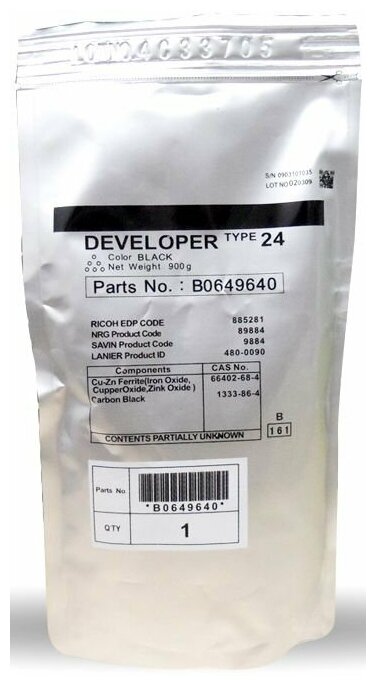 S/N 0903101035
LOT NO 020309
DEVELOPER TYPE 24
Color BLACK
Net Weight 900g
Parts No. : B0649640
RICOH EDP CODE 885281
NRG Product Code 89884
SAVIN Product Code 9884
LANIER Product ID 480-0090
Components CAS No.
Cu-Zn Ferrite(Iron Oxide, 66402-68-4
CupperOxide,Zink Oxide )
Carbon Black 1333-86-4
B
161
CONTENTS PARTIALLY UNKNOWN
Parts No.
*B0649640*
QTY 1